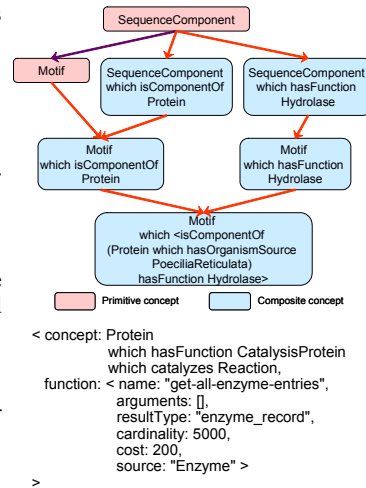 SequenceComponent
Motif
SequenceComponent
which isComponentOf
Protein
SequenceComponent
which hasFunction
Hydrolase
Motif
which isComponentOf
Protein
Motif
which hasFunction
Hydrolase
Motif
which <isComponentOf
(Protein which hasOrganismSource
PoeciliaReticulata)
hasFunction Hydrolase>
Primitive concept
Composite concept
< concept: Protein
which hasFunction CatalysisProtein
which catalyzes Reaction,
function: < name: "get-all-enzyme-entries",
arguments: [],
resultType: "enzyme_record",
cardinality: 5000,
cost: 200,
source: "Enzyme" >
>